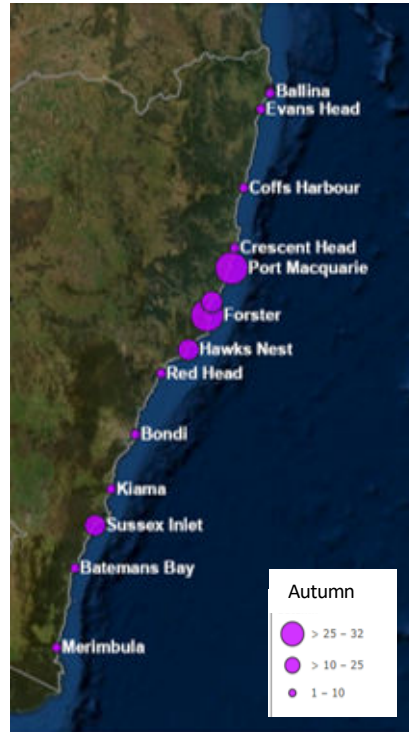 Ballina
Evans Head
Coffs Harbour
Crescent Head
Port Macquarie
Forster
Hawks Nest
Red Head
Bondi
Kiama
Sussex Inlet
Batemans Bay
Merimbula
Autumn
> 25 – 32
> 10 – 25
1 – 10